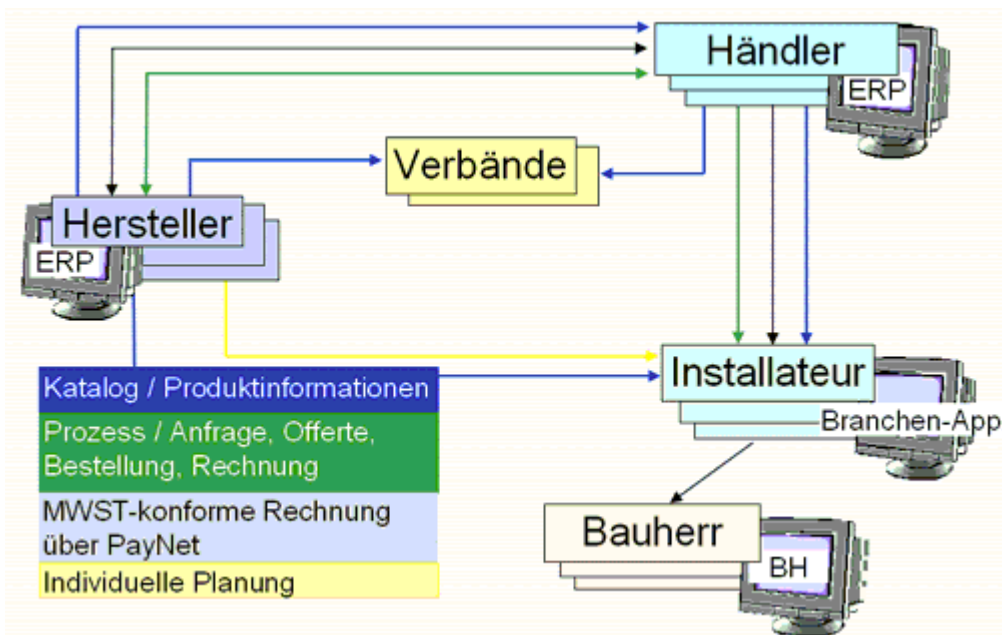 Händler
ERP
Verbände
Hersteller
ERP
Installateur
Branchen-App
Katalog / Produktinformationen
Prozess / Anfrage, Offerte,
Bestellung, Rechnung
MWST-konforme Rechnung
über PayNet
Individuelle Planung
Bauherr
BH